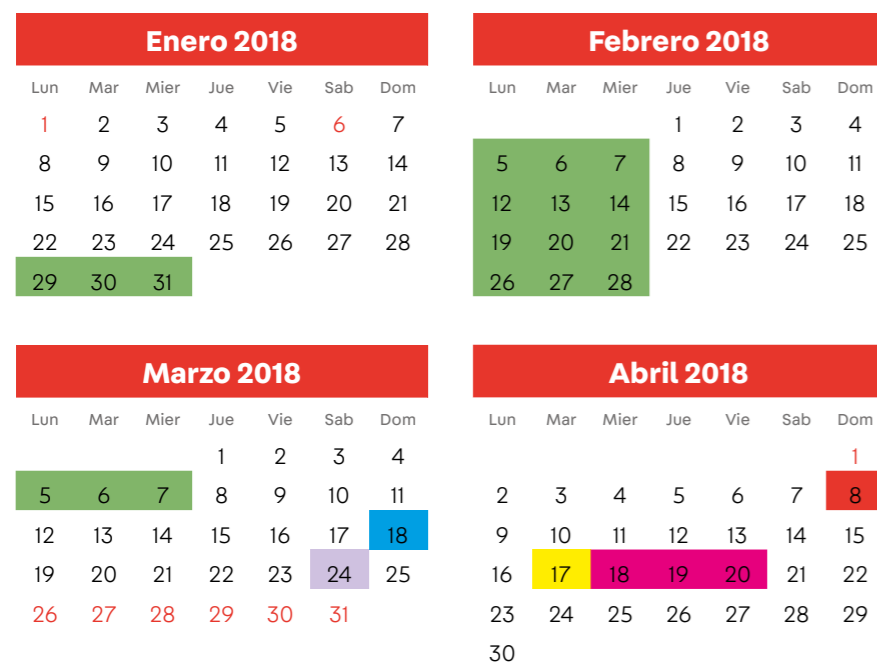 Enero 2018
Lun Mar Mier Jue Vie Sab Dom
1 2 3 4 5 6 7
8 9 10 11 12 13 14
15 16 17 18 19 20 21
22 23 24 25 26 27 28
29 30 31
Febrero 2018
Lun Mar Mier Jue Vie Sab Dom
1 2 3 4
5 6 7 8 9 10 11
12 13 14 15 16 17 18
19 20 21 22 23 24 25
26 27 28
Marzo 2018
Lun Mar Mier Jue Vie Sab Dom
1 2 3 4
5 6 7 8 9 10 11
12 13 14 15 16 17 18
19 20 21 22 23 24 25
26 27 28 29 30 31
Abril 2018
Lun Mar Mier Jue Vie Sab Dom
1
2 3 4 5 6 7 8
9 10 11 12 13 14 15
16 17 18 19 20 21 22
23 24 25 26 27 28 29
30